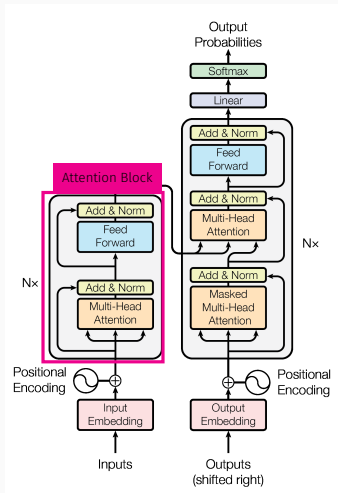 Output
Probabilities
Softmax
Linear
Add & Norm
Feed
Forward
Attention Block
Add & Norm
Multi-Head
Attention
Add & Norm
Feed
Forward
Nx
Nx
Add & Norm
Multi-Head
Attention
Add & Norm
Masked
Multi-Head
Attention
Positional
Encoding
Positional
Encoding
Input
Embedding
Output
Embedding
Inputs
Outputs
(shifted right)